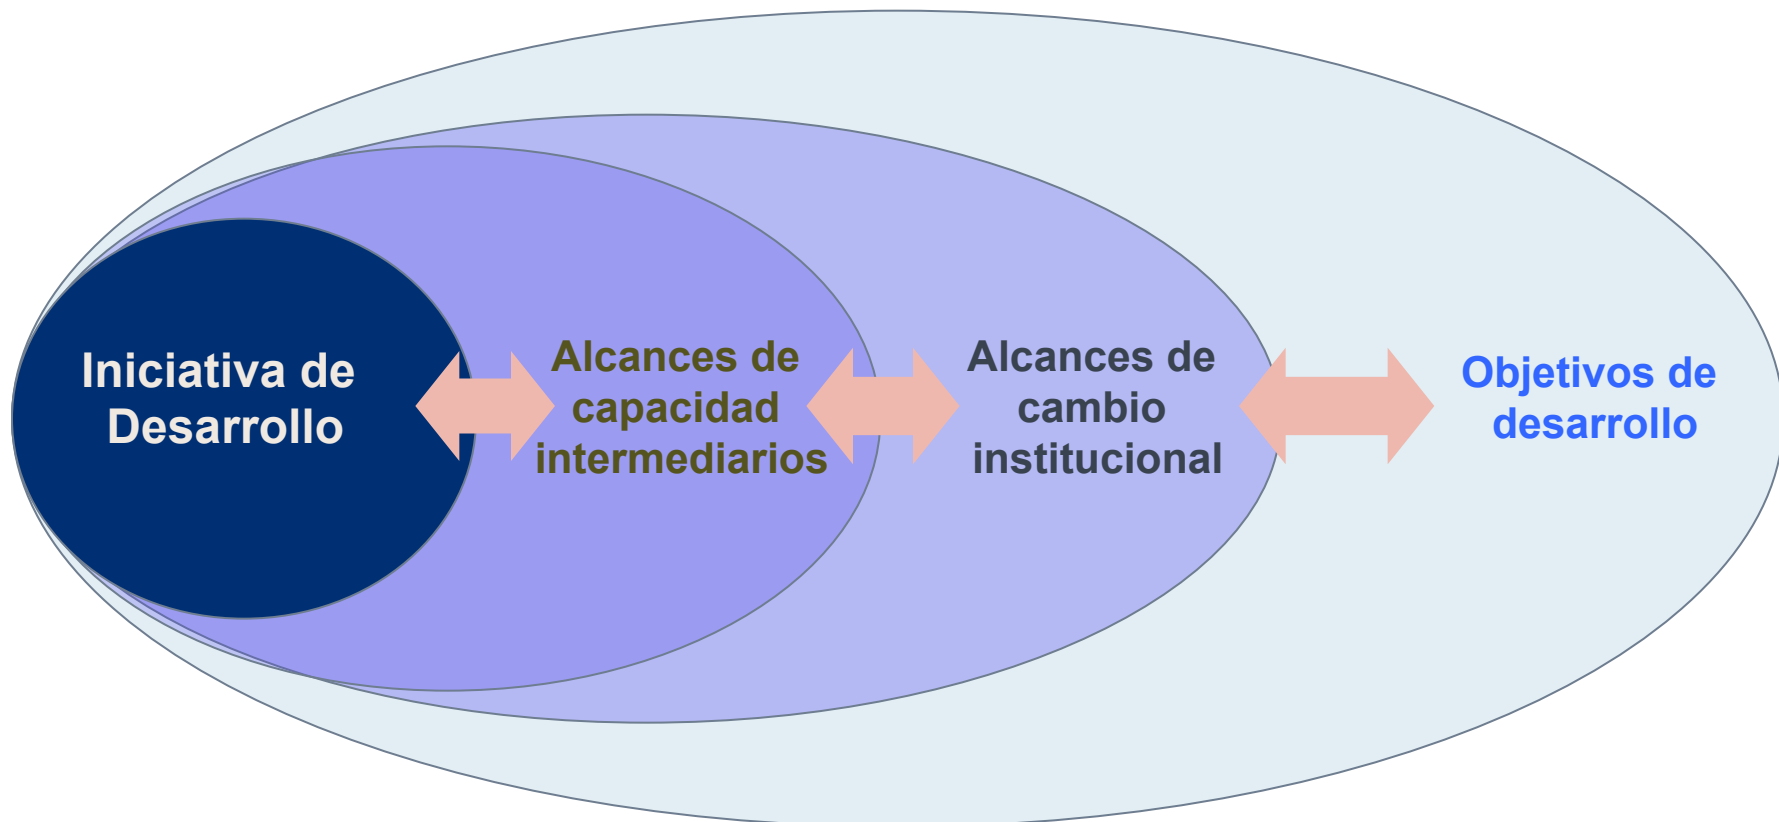 Iniciativa de
Desarrollo
Alcances de
capacidad
intermediarios
Alcances de
cambio
institucional
Objetivos de
desarrollo